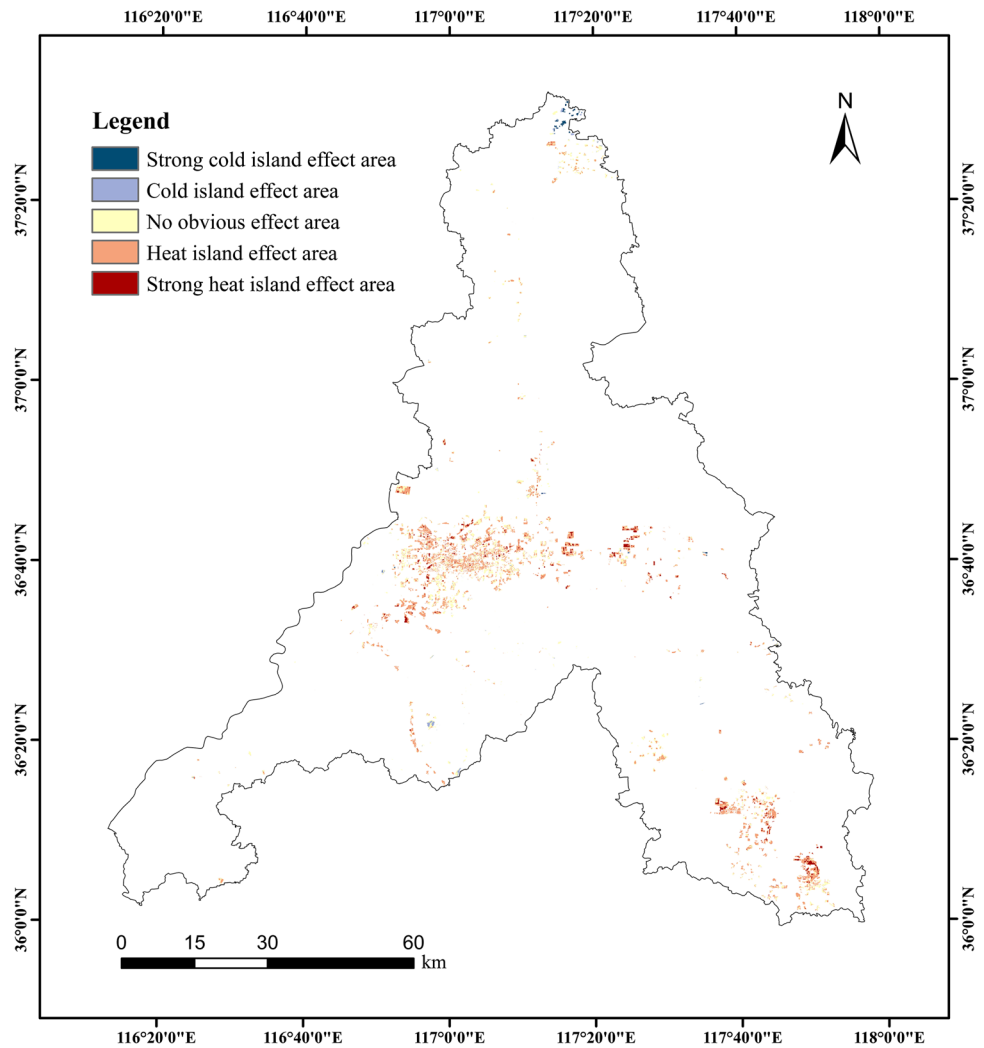 116°20'0"E 116°40'0"E 117°0'0"E 117°20'0"E 117°40'0"E 118°0'0"E
N
Legend
Strong cold island effect area
Cold island effect area
No obvious effect area
Heat island effect area
Strong heat island effect area
37°20'0"N 37°20'0"N
37°0'0"N 37°0'0"N
36°40'0"N 36°40'0"N
36°20'0"N 36°20'0"N
36°0'0"N 36°0'0"N
0 15 30 60
km
116°20'0"E 116°40'0"E 117°0'0"E 117°20'0"E 117°40'0"E 118°0'0"E